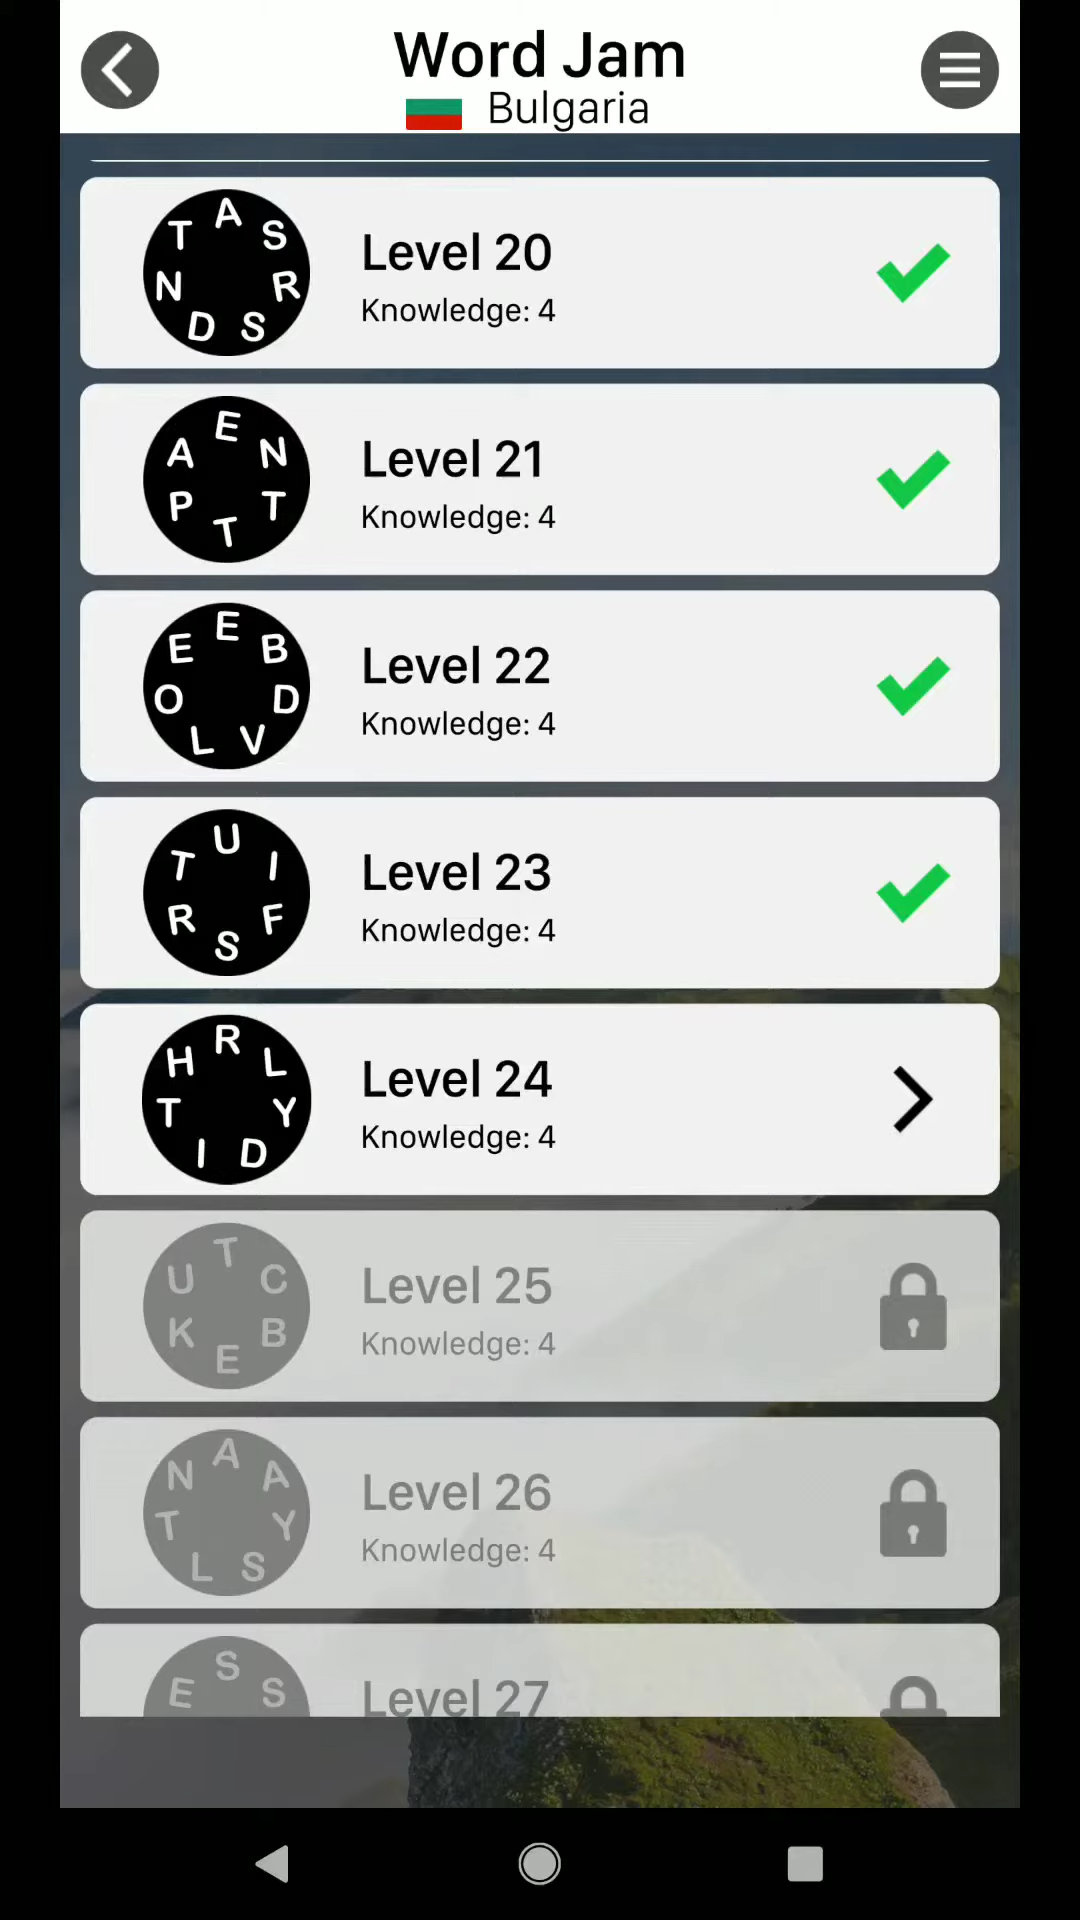 Word Jam
Bulgaria
A S R S D N T
Level 20
Knowledge: 4
E N T T P A
Level 21
Knowledge: 4
E B D V L O E
Level 22
Knowledge: 4
U I F S R T
Level 23
Knowledge: 4
R L Y D I T H
Level 24
Knowledge: 4
T C B E K U
Level 25
Knowledge: 4
A A Y S L T N
Level 26
Knowledge: 4
S S E
Level 27